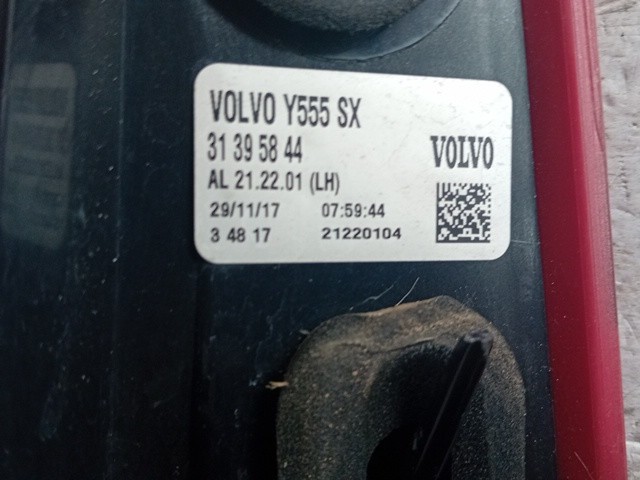 VOLVO Y555 SX
31 39 58 44
VOLVO
AL 21.22.01 (LH)
29/11/17 07:59:44
3 48 17 21220104